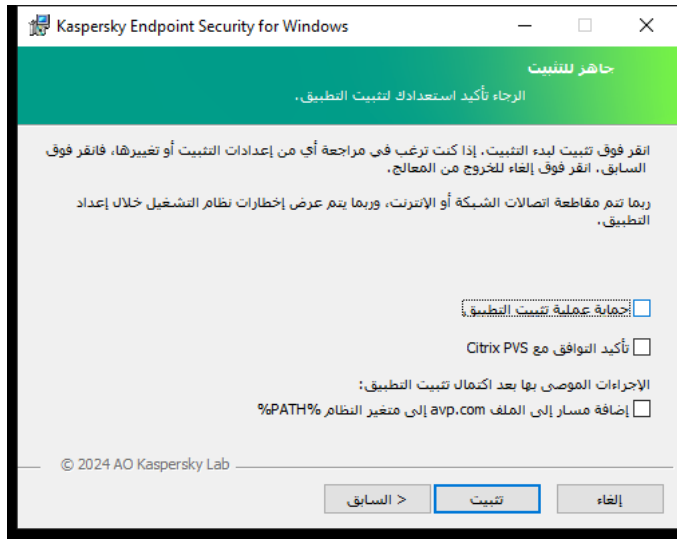 Kaspersky Endpoint Security for Windows
جاهز للتثبيت
الرجاء تأكيد استعدادك لتثبيت التطبيق.
انقر فوق تثبيت لبدء التثبيت. إذا كنت ترغب في مراجعة أي من إعدادات التثبيت أو تغييرها، فانقر فوق
السابق. انقر فوق إلغاء للخروج من المعالج.
ربما تتم مقاطعة اتصالات الشبكة أو الإنترنت، وربما يتم عرض إخطارات نظام التشغيل خلال إعداد
التطبيق.
حماية عملية تثبيت التطبيق
تأكيد التوافق مع Citrix PVS
الإجراءات الموصى بها بعد اكتمال تثبيت التطبيق:
إضافة مسار إلى الملف avp.com إلى متغير النظام %PATH%
© 2024 AO Kaspersky Lab
< السابق
تثبيت
إلغاء